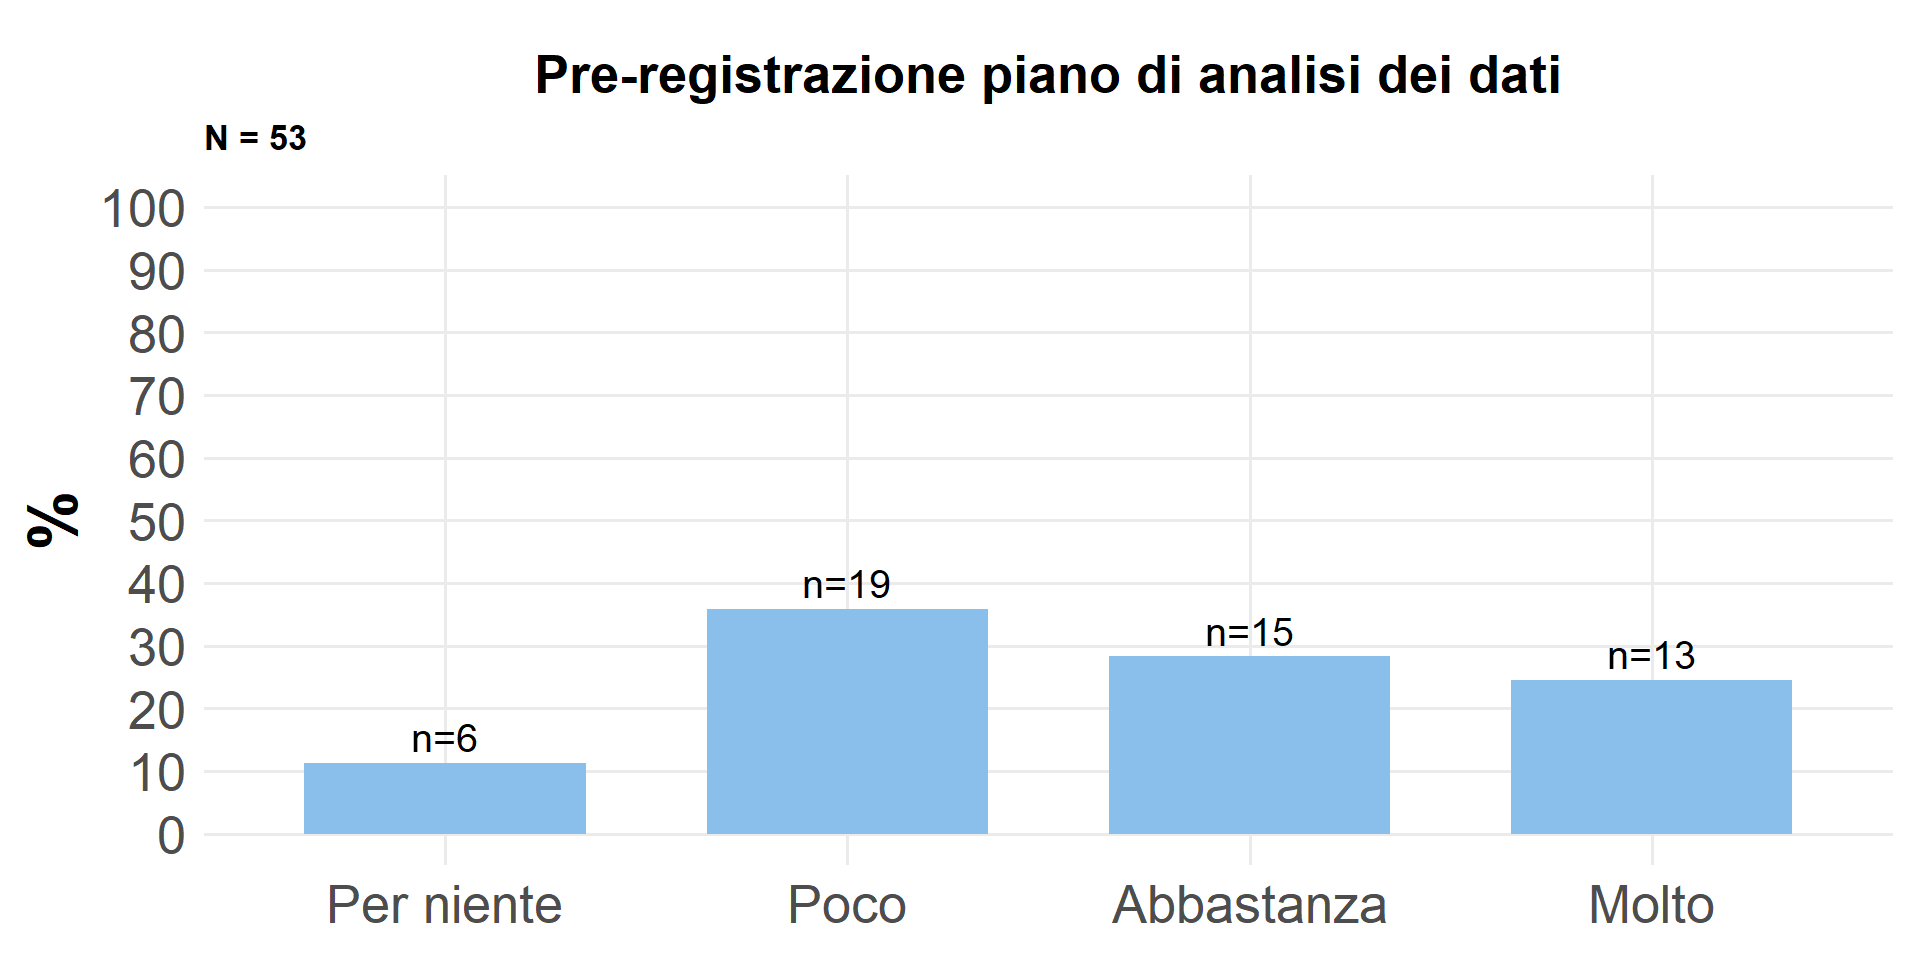 Pre-registrazione piano di analisi dei dati
N = 53
100
90
80
70
60
50
40
30
20
10
0
%
n=6
n=19
n=15
n=13
Per niente
Poco
Abbastanza
Molto